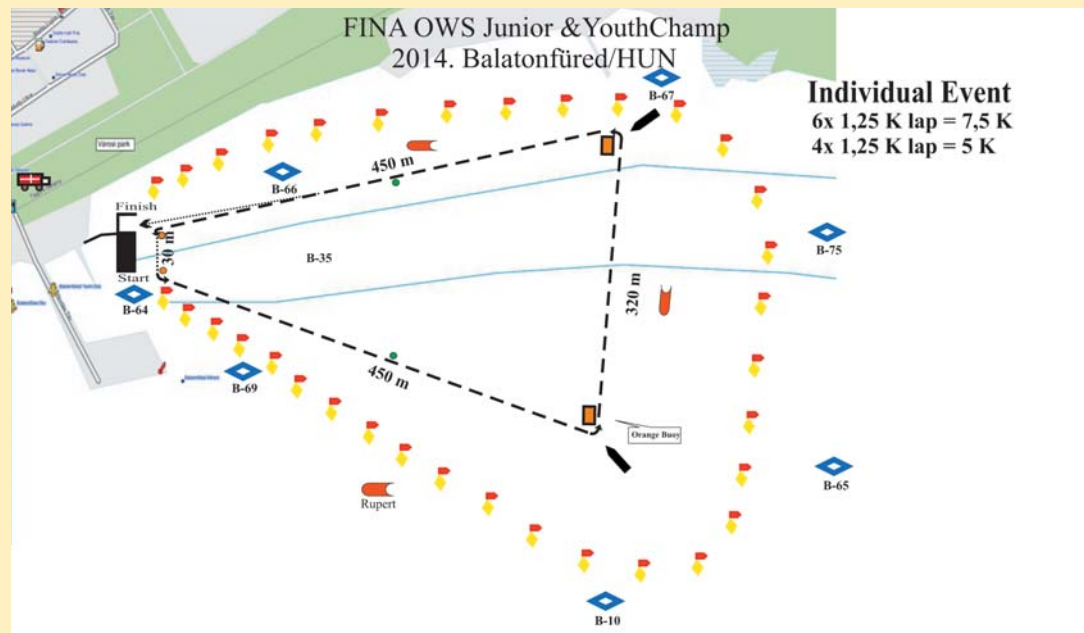 FINA OWS Junior &YouthChamp
2014. Balatonfüred/HUN
B-67
Individual Event
6x 1,25 K lap = 7,5 K
4x 1,25 K lap = 5 K
Városi park
450 m
B-66
Finish
30 m
B-35
B-75
Start
B-64
320 m
450 m
B-69
Orange Buoy
B-65
Rupert
B-10